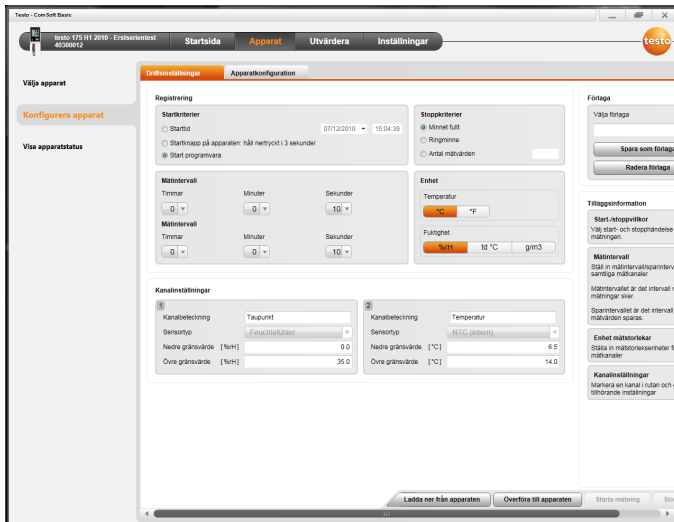 Testo - ComSoft Basic
testo 175 H1 2010 - Erstserientest
40300012
Startsida Apparat Utvärdera Inställningar
testo
Välja apparat
Konfigurera apparat
Visa apparatstatus
Driftsinställningar Apparatkonfiguration
Registrering
Startkriterier
Starttid 07/12/2010 15:04:39
Startknapp på apparaten: håll nertryckt i 3 sekunder
Start programvara
Stoppkriterier
Minnet fullt
Ringminne
Antal mätvärden
Mätintervall
Timmar Minuter Sekunder
0 0 10
Mätintervall
Timmar Minuter Sekunder
0 0 10
Enhet
Temperatur
°C °F
Fuktighet
%rH td °C g/m3
Kanalinställningar
1
Kanalbeteckning Taupunkt
Sensortyp Feuchtefühler
Nedre gränsvärde [%rH] 0.0
Övre gränsvärde [%rH] 35.0
2
Kanalbeteckning Temperatur
Sensortyp NTC (intern)
Nedre gränsvärde [°C] 6.5
Övre gränsvärde [°C] 14.0
Förlaga
Välja förlaga
Spara som förlaga
Radera förlaga
Tilläggsinformation
Start-/stoppvillkor
Välj start- och stopphändelse
mätningen.
Mätintervall
Ställ in mätintervall/sparinterv
samtliga mätkanaler
Mätintervallet är det intervall
mätningar sker
Sparintervallet är det intervall
mätvärden sparas.
Enhet mätstorlekar
Ställa in mätstorleksenheter f
mätkanaler
Kanalinställningar
Markera en kanal i rutan och
tillhörande inställningar
Ladda ner från apparaten Överföra till apparaten Starta mätning Sto